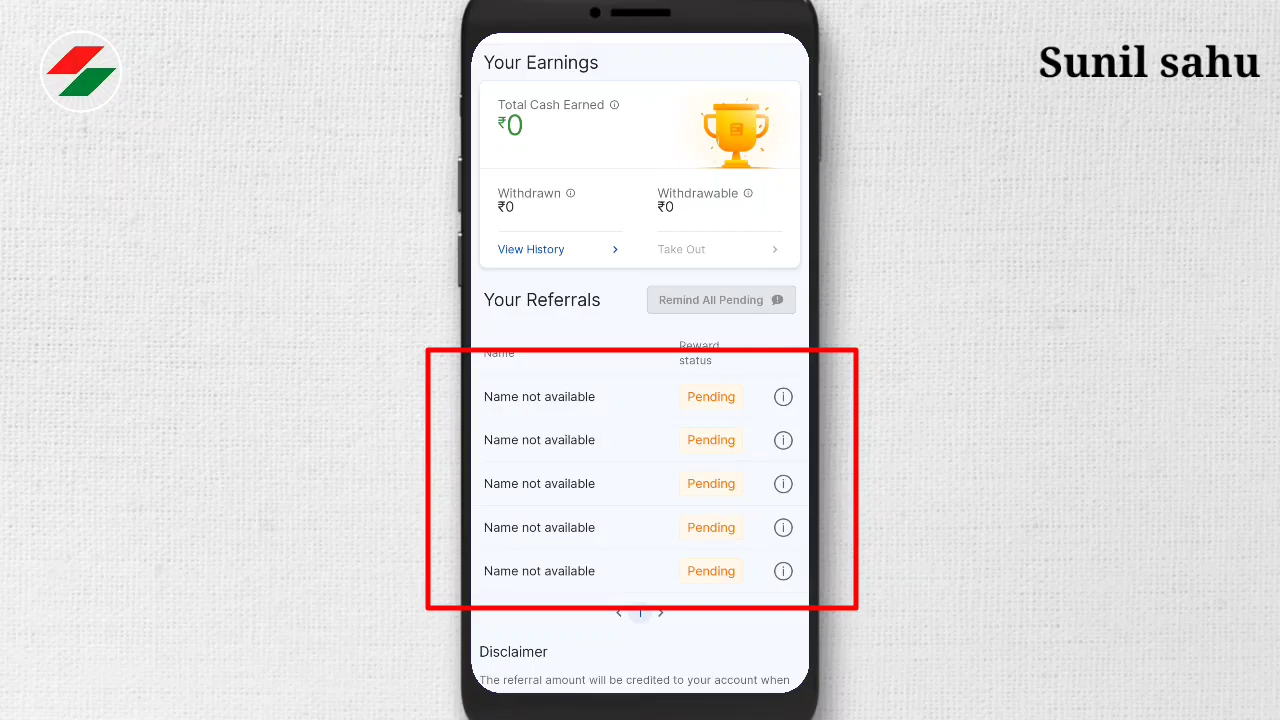 Sunil sahu
Your Earnings
Total Cash Earned
₹0
Withdrawn
Withdrawable
₹0
₹0
View History
Take Out
Your Referrals
Remind All Pending
Reward
Name
status
Name not available
Pending
Name not available
Pending
Name not available
Pending
Name not available
Pending
Name not available
Pending
1
Disclaimer
The referral amount will be credited to your account when